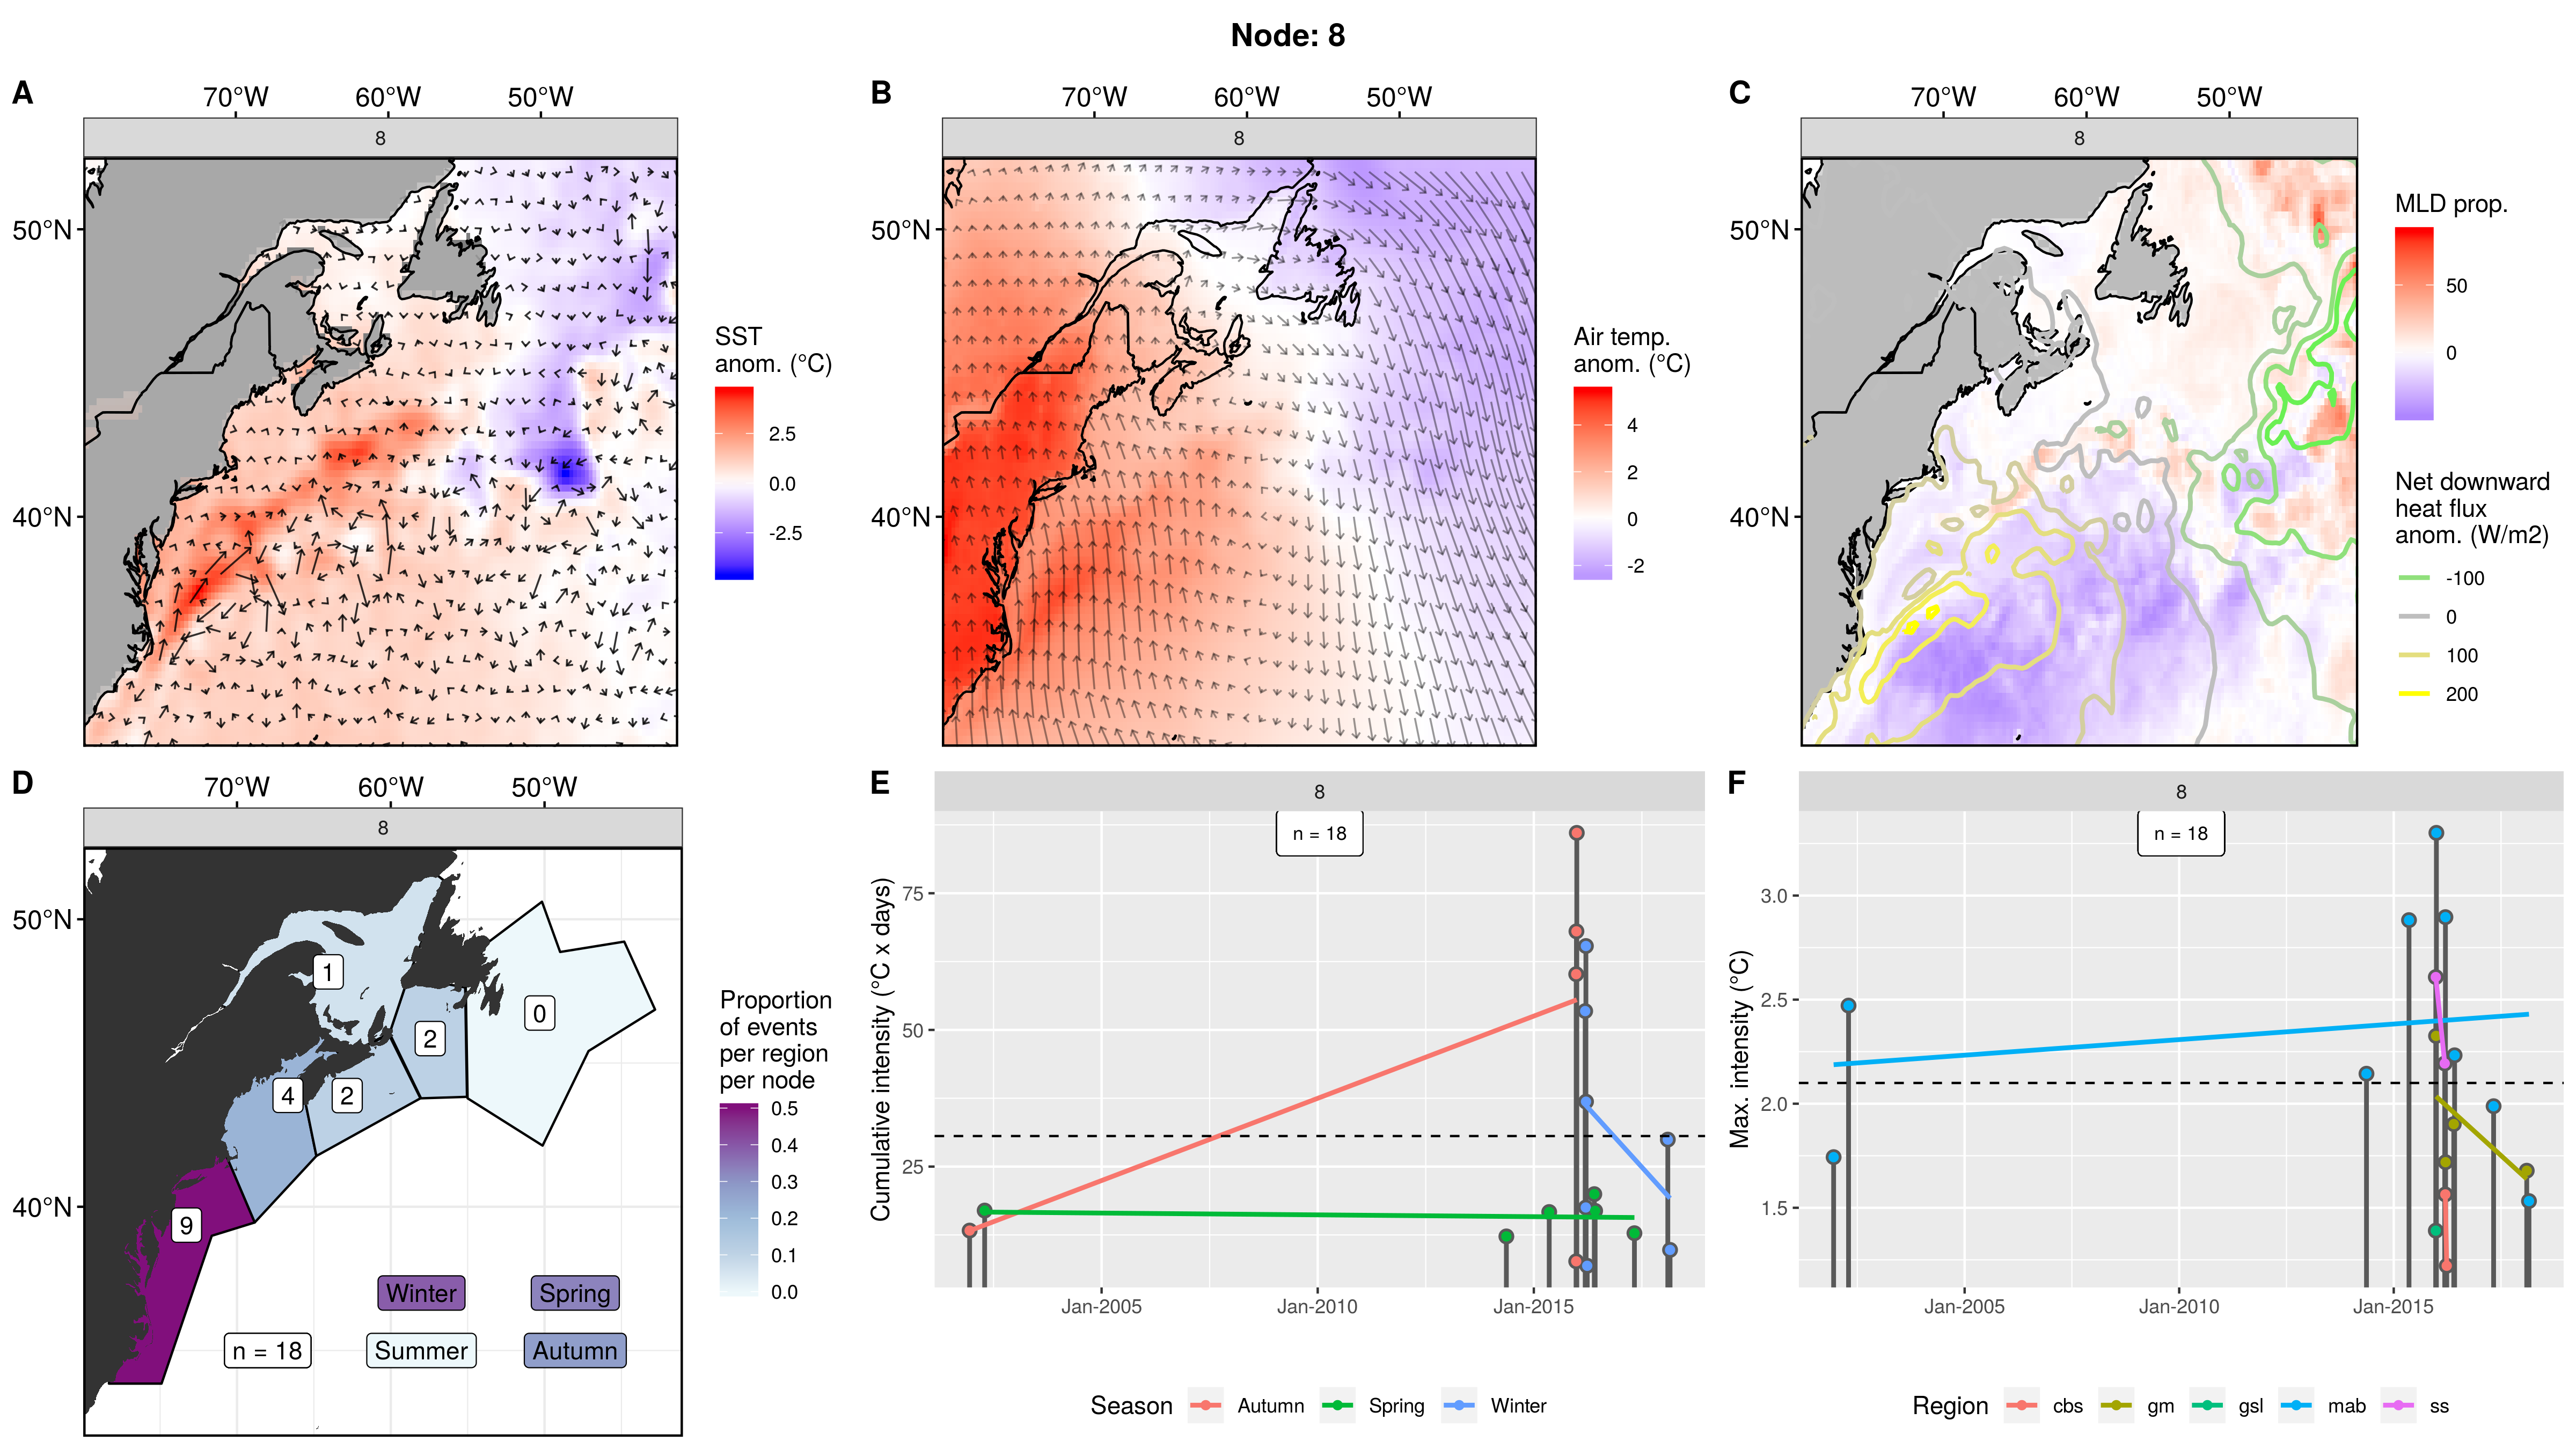 Node: 8
A
70°W 60°W 50°W
8
50°N
40°N
SST
anom. (°C)
2.5
0.0
-2.5
B
70°W 60°W 50°W
8
50°N
40°N
Air temp.
anom. (°C)
4
2
0
-2
C
70°W 60°W 50°W
8
50°N
40°N
MLD prop.
50
0
Net downward
heat flux
anom. (W/m2)
-100
0
100
200
D
70°W 60°W 50°W
8
50°N
40°N
1
0
2
4
2
9
Winter Spring
n = 18 Summer Autumn
Proportion
of events
per region
per node
0.5
0.4
0.3
0.2
0.1
0.0
E
8
n = 18
Cumulative intensity (°C x days)
75
50
25
Jan-2005 Jan-2010 Jan-2015
Season Autumn Spring Winter
F
8
n = 18
Max. intensity (°C)
3.0
2.5
2.0
1.5
Jan-2005 Jan-2010 Jan-2015
Region cbs gm gsl mab ss